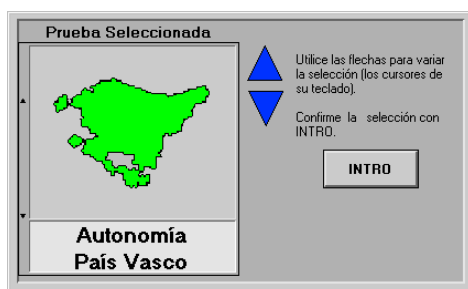 Prueba Seleccionada
Autonomía
País Vasco
Utilice las flechas para variar
la selección (los cursores de
su teclado).
Confirme la selección con
INTRO.
INTRO